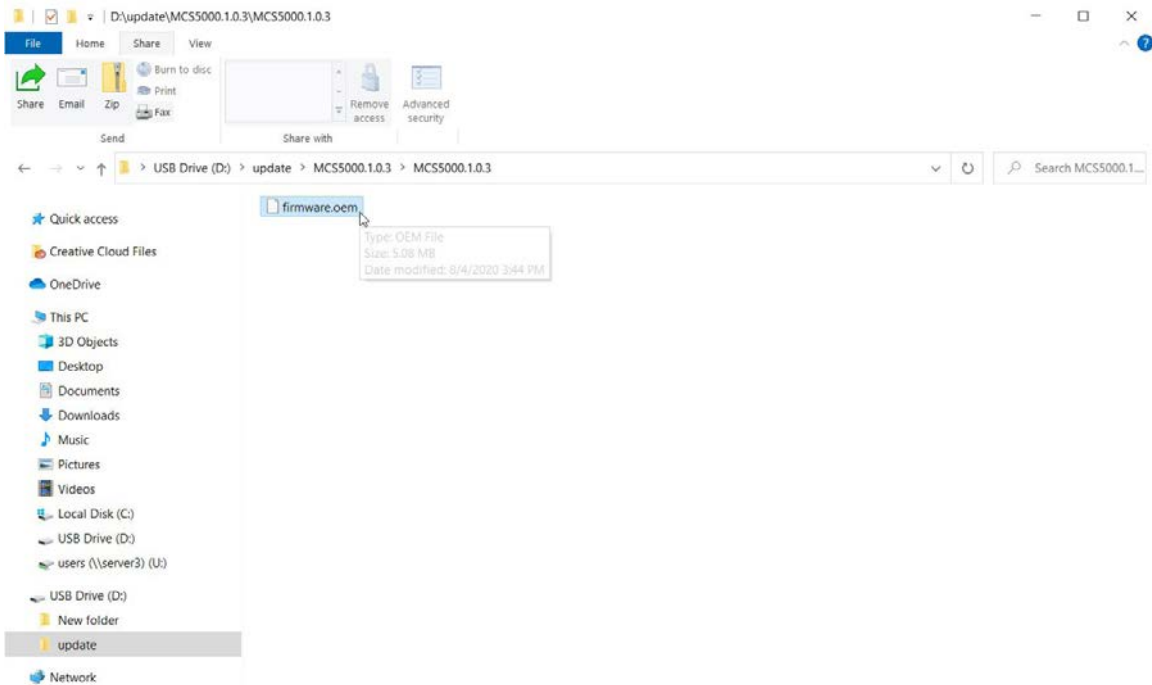 D:\update\MCS5000.1.0.3\MCS5000.1.0.3
File Home Share View
Share Email Zip
Burn to disc
Print
Fax
Remove access
Advanced security
Send Share with
USB Drive (D:) > update > MCS5000.1.0.3 > MCS5000.1.0.3
Search MCS5000.1....
Quick access
Creative Cloud Files
OneDrive
This PC
3D Objects
Desktop
Documents
Downloads
Music
Pictures
Videos
Local Disk (C:)
USB Drive (D:)
users (\\server3) (U:)
USB Drive (D:)
New folder
update
Network
firmware.oem
Type: OEM File
Size: 5.08 MB
Date modified: 8/4/2020 3:44 PM